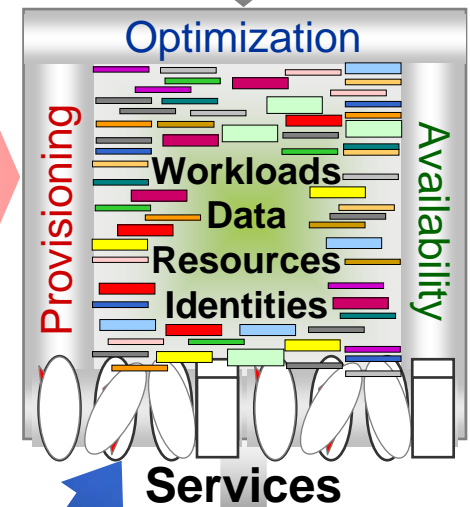 Optimization
Provisioning
Workloads
Data
Resources
Identities
Availability
Services